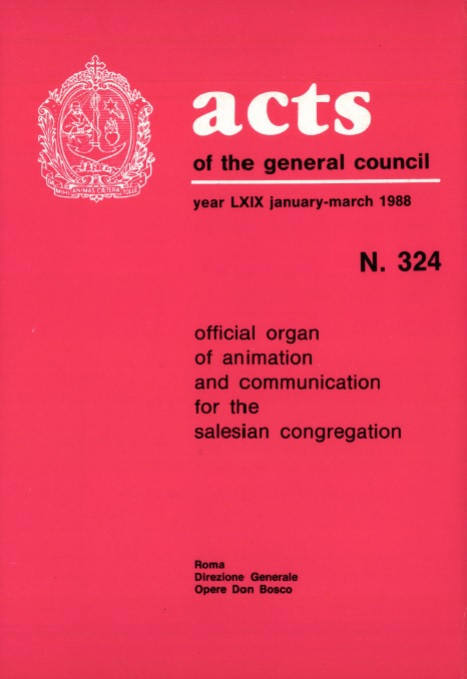 acts
of the general council
year LXIX january-march 1988
N. 324
official organ
of animation
and communication
for the
salesian congregation
Roma
Direzione Generale
Opere Don Bosco